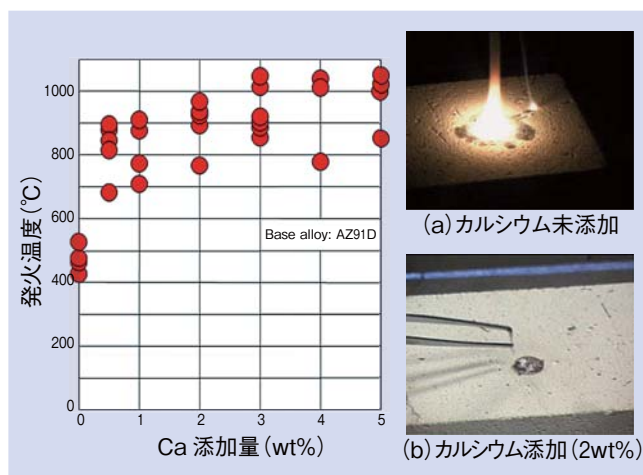 発火温度(℃)
1000
800
600
400
200
0
0 1 2 3 4 5
Base alloy: AZ91D
Ca 添加量(wt%)
(a)カルシウム未添加
(b)カルシウム添加(2wt%)